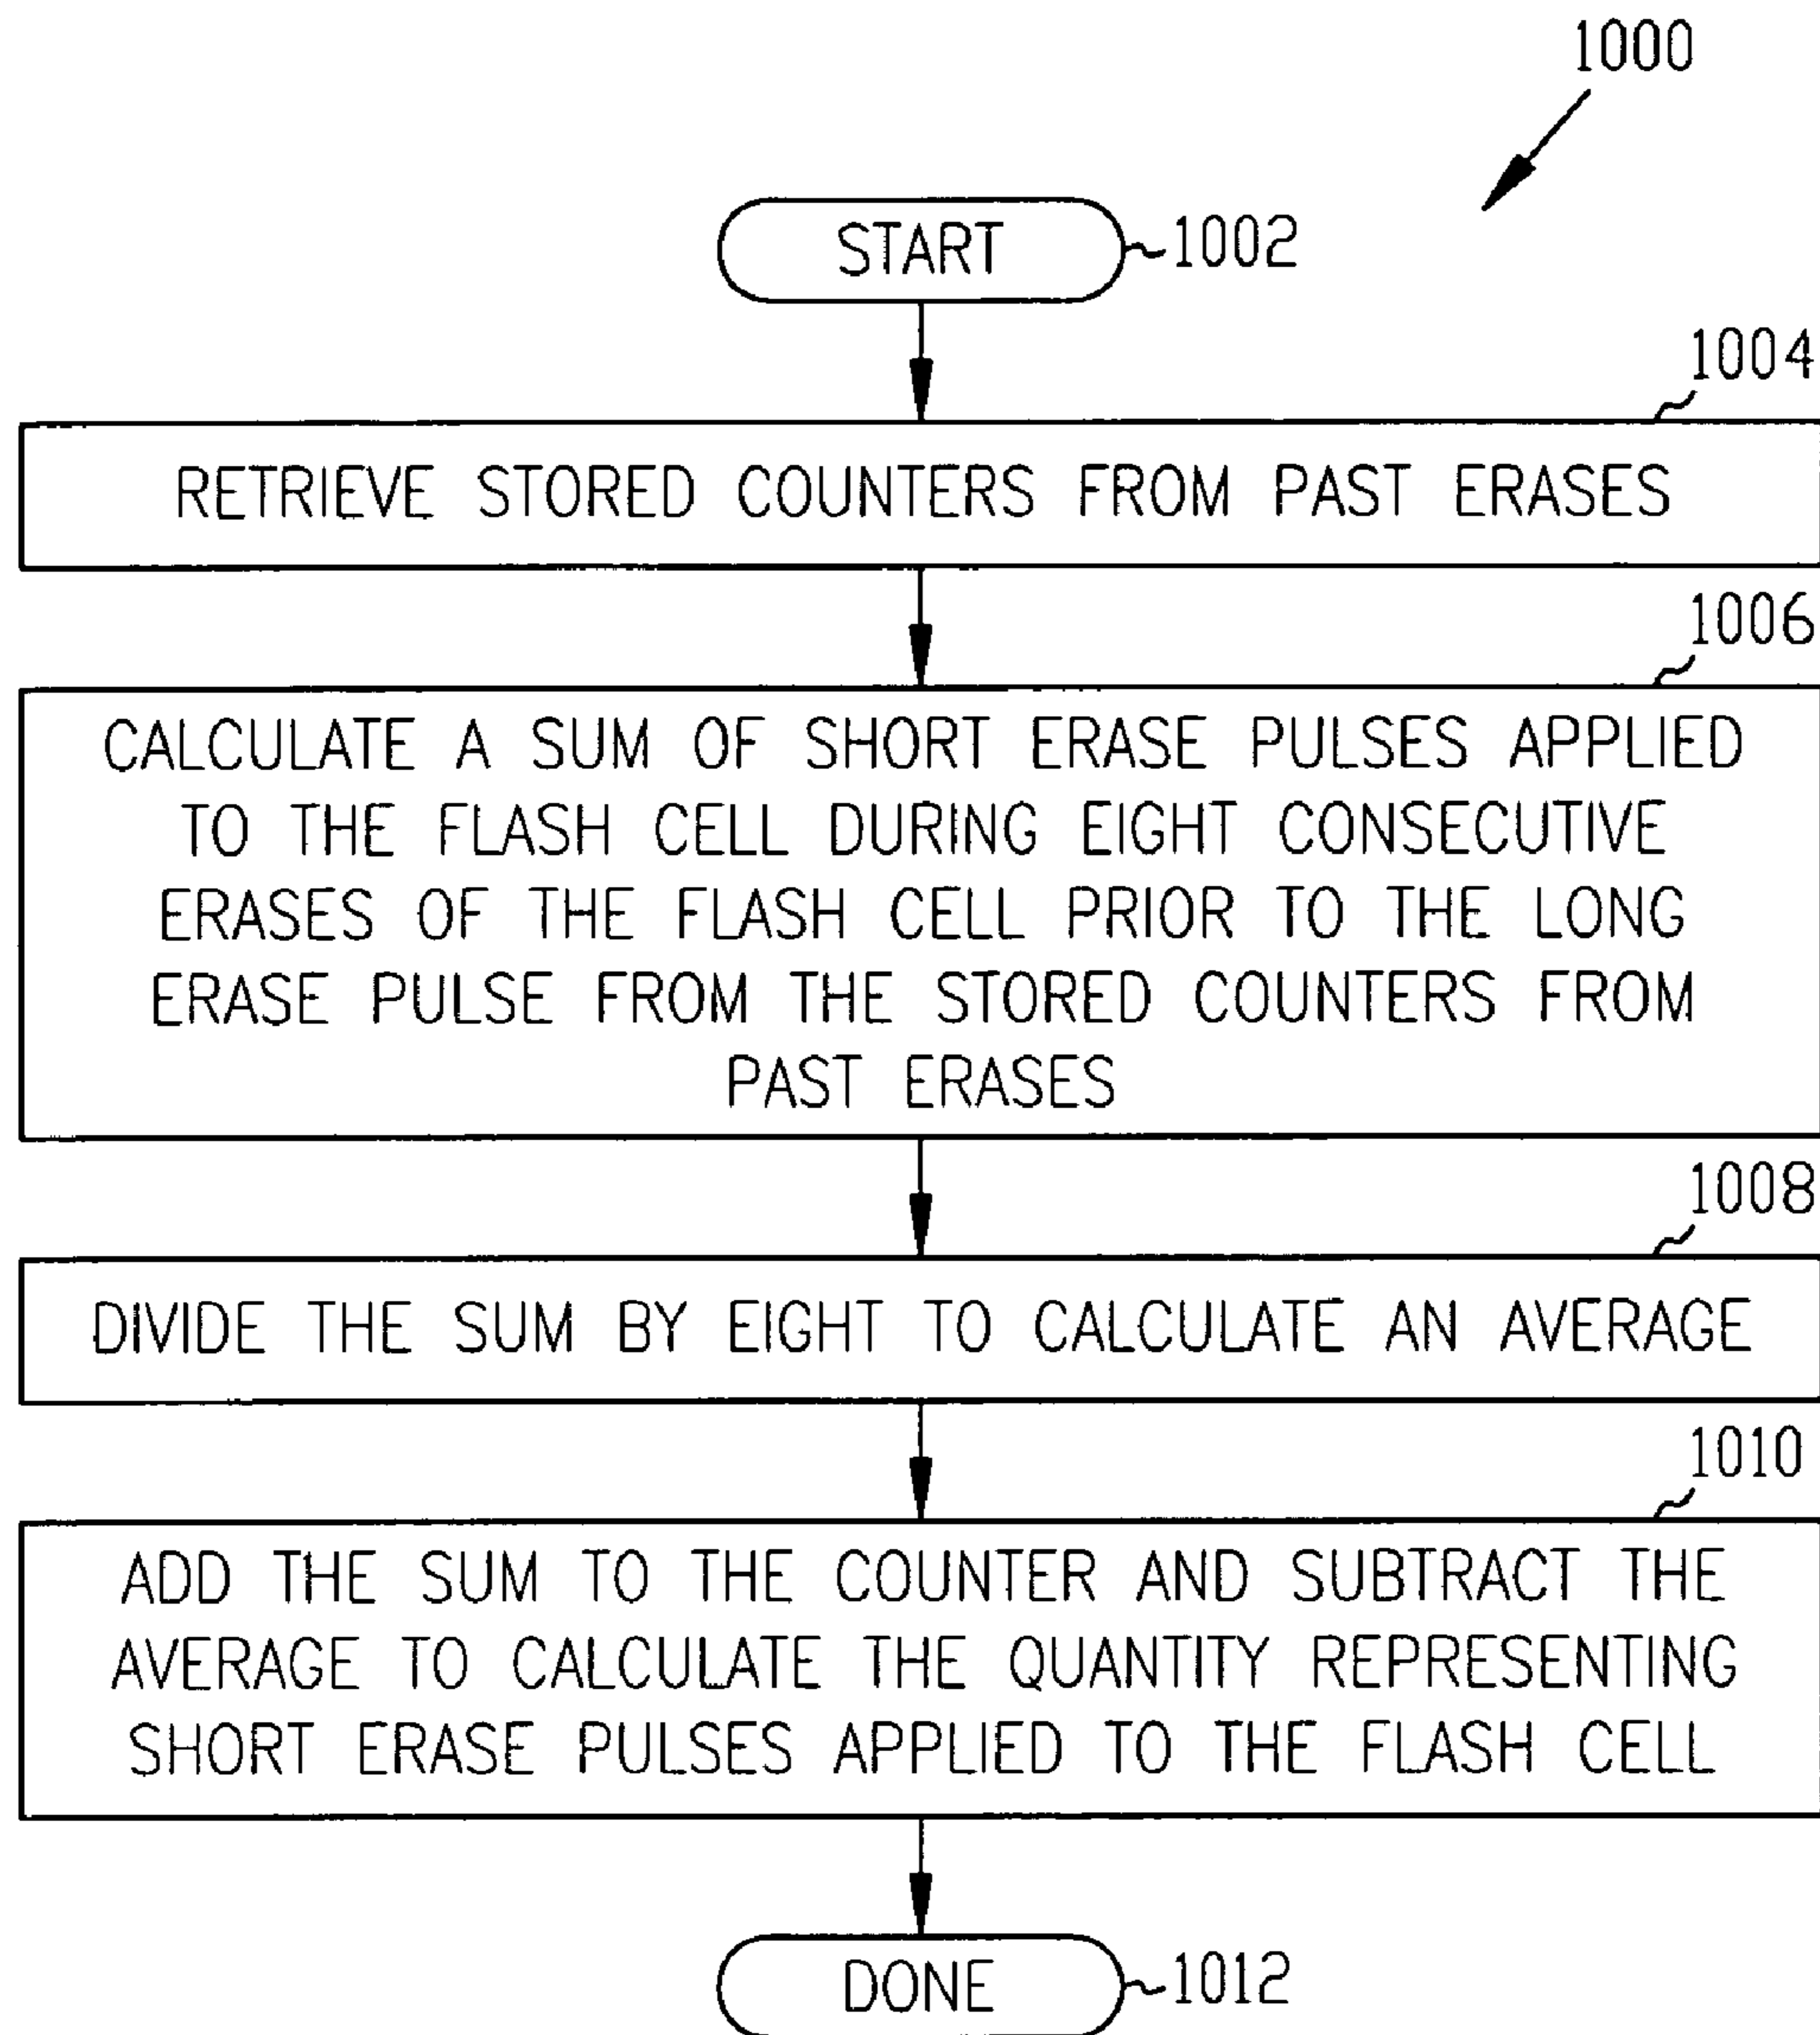 1000
START
1002
1004
RETRIEVE STORED COUNTERS FROM PAST ERASES
1006
CALCULATE A SUM OF SHORT ERASE PULSES APPLIED
TO THE FLASH CELL DURING EIGHT CONSECUTIVE
ERASES OF THE FLASH CELL PRIOR TO THE LONG
ERASE PULSE FROM THE STORED COUNTERS FROM
PAST ERASES
1008
DIVIDE THE SUM BY EIGHT TO CALCULATE AN AVERAGE
1010
ADD THE SUM TO THE COUNTER AND SUBTRACT THE
AVERAGE TO CALCULATE THE QUANTITY REPRESENTING
SHORT ERASE PULSES APPLIED TO THE FLASH CELL
DONE
1012